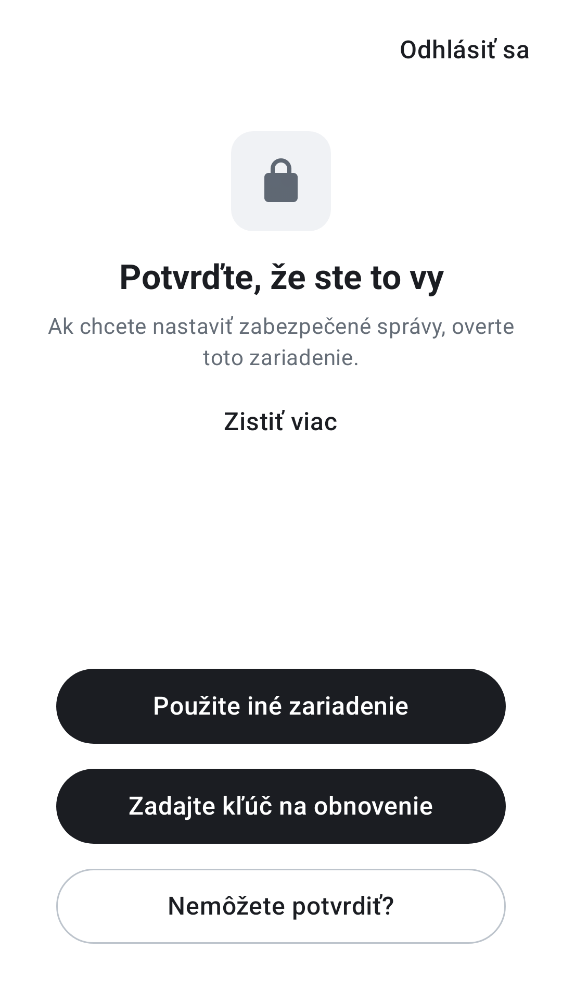 Odhlásiť sa
Potvrďte, že ste to vy
Ak chcete nastaviť zabezpečené správy, overte
toto zariadenie.
Zistiť viac
Použite iné zariadenie
Zadajte kľúč na obnovenie
Nemôžete potvrdiť?